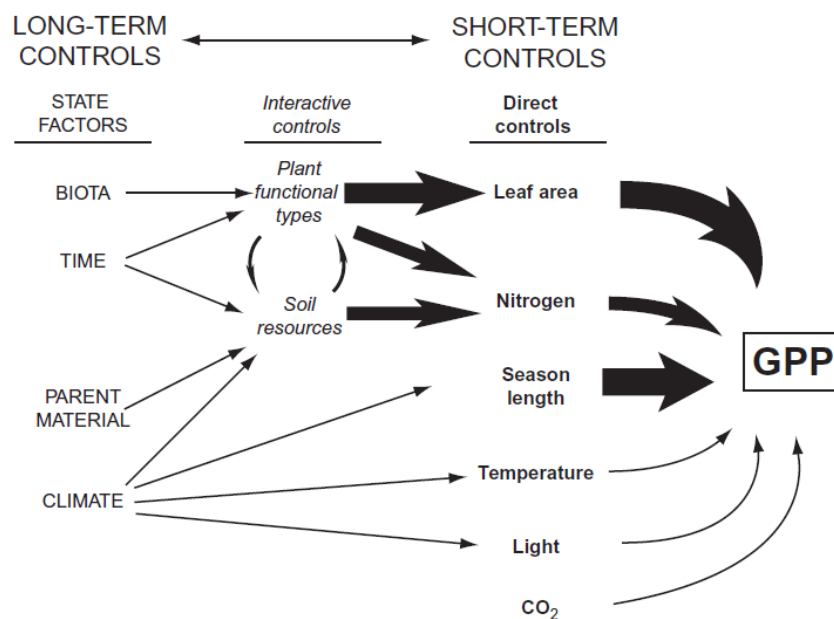 LONG-TERM
CONTROLS
SHORT-TERM
CONTROLS
STATE
FACTORS
Interactive
controls
Direct
controls
BIOTA
Plant
functional
types
Leaf area
TIME
Soil
resources
Nitrogen
GPP
PARENT
MATERIAL
Season
length
CLIMATE
Temperature
Light
CO₂